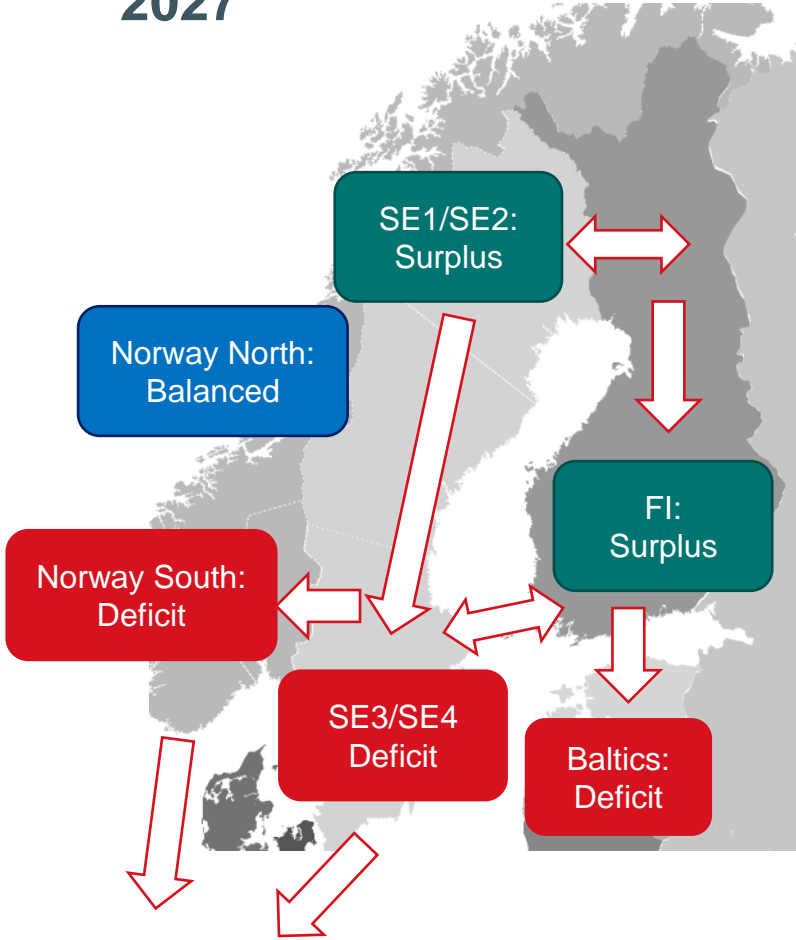 2027
SE1/SE2:
Surplus
Norway North:
Balanced
FI:
Surplus
Norway South:
Deficit
SE3/SE4
Deficit
Baltics:
Deficit